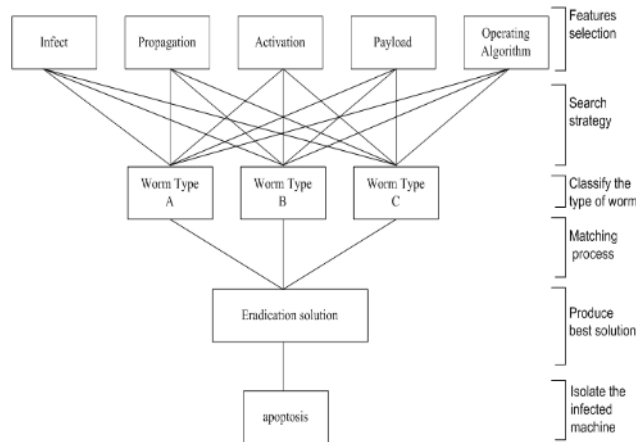 Infect
Propagation
Activation
Payload
Operating
Algorithm
Features
selection
Search
strategy
Worm Type
A
Worm Type
B
Worm Type
C
Classify the
type of worm
Matching
process
Eradication solution
Produce
best solution
apoptosis
Isolate the
infected
machine